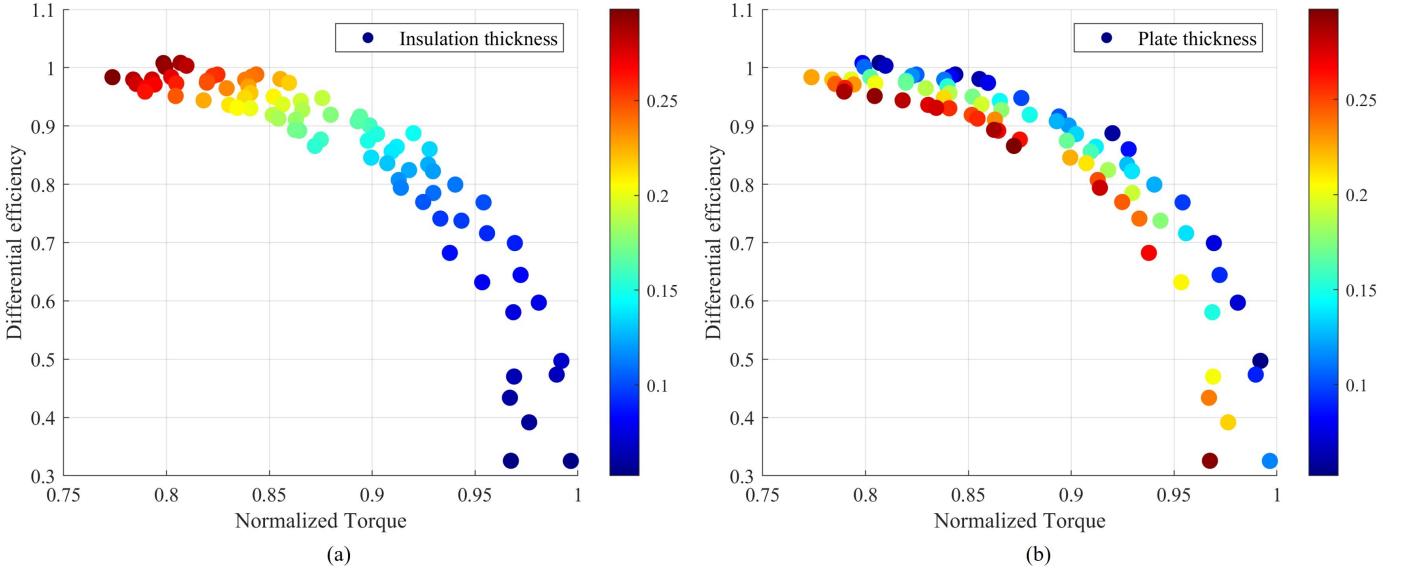 1.1
1
0.9
0.8
0.7
0.6
0.5
0.4
0.3
Differential efficiency
Insulation thickness
0.75 0.8 0.85 0.9 0.95 1
Normalized Torque
0.25
0.2
0.15
0.1
(a)
1.1
1
0.9
0.8
0.7
0.6
0.5
0.4
0.3
Differential efficiency
Plate thickness
0.75 0.8 0.85 0.9 0.95 1
Normalized Torque
0.25
0.2
0.15
0.1
(b)